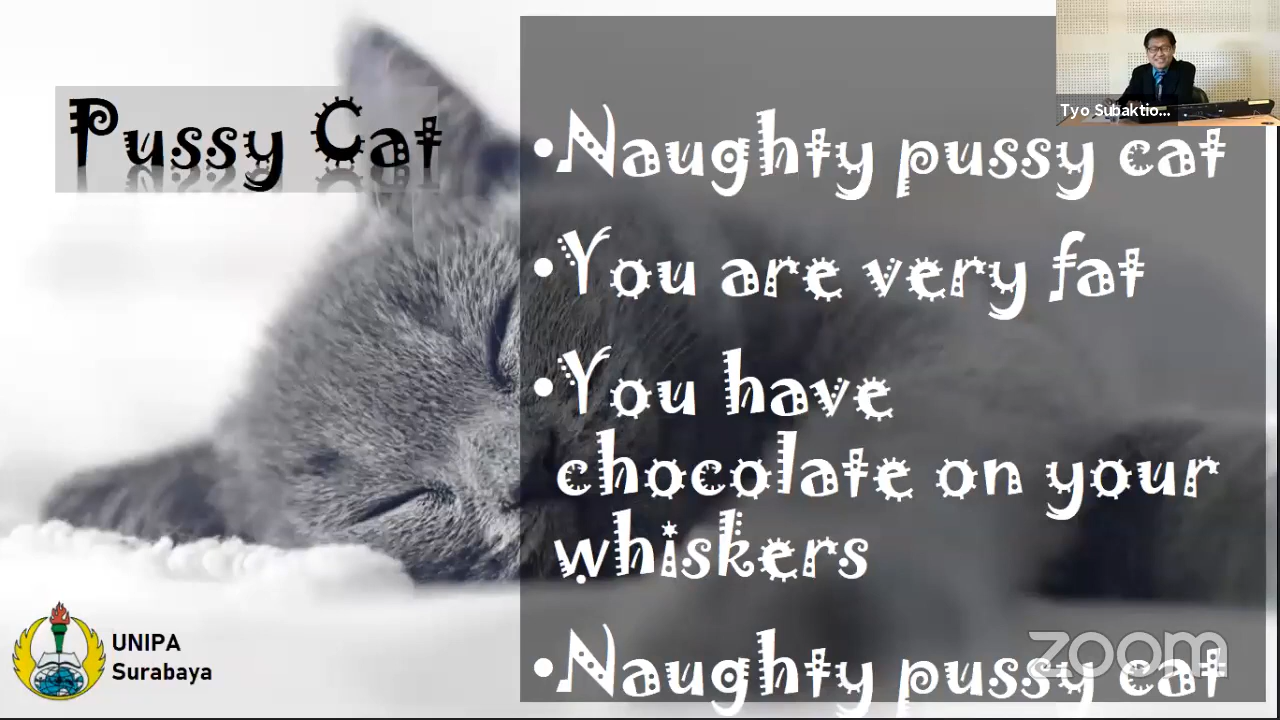 Pussy Cat
Tyo Subaktio...
•Naughty pussy cat
•You are very fat
•You have
chocolate on your
whiskers
•Naughty pussy cat
UNIPA
Surabaya
zoom